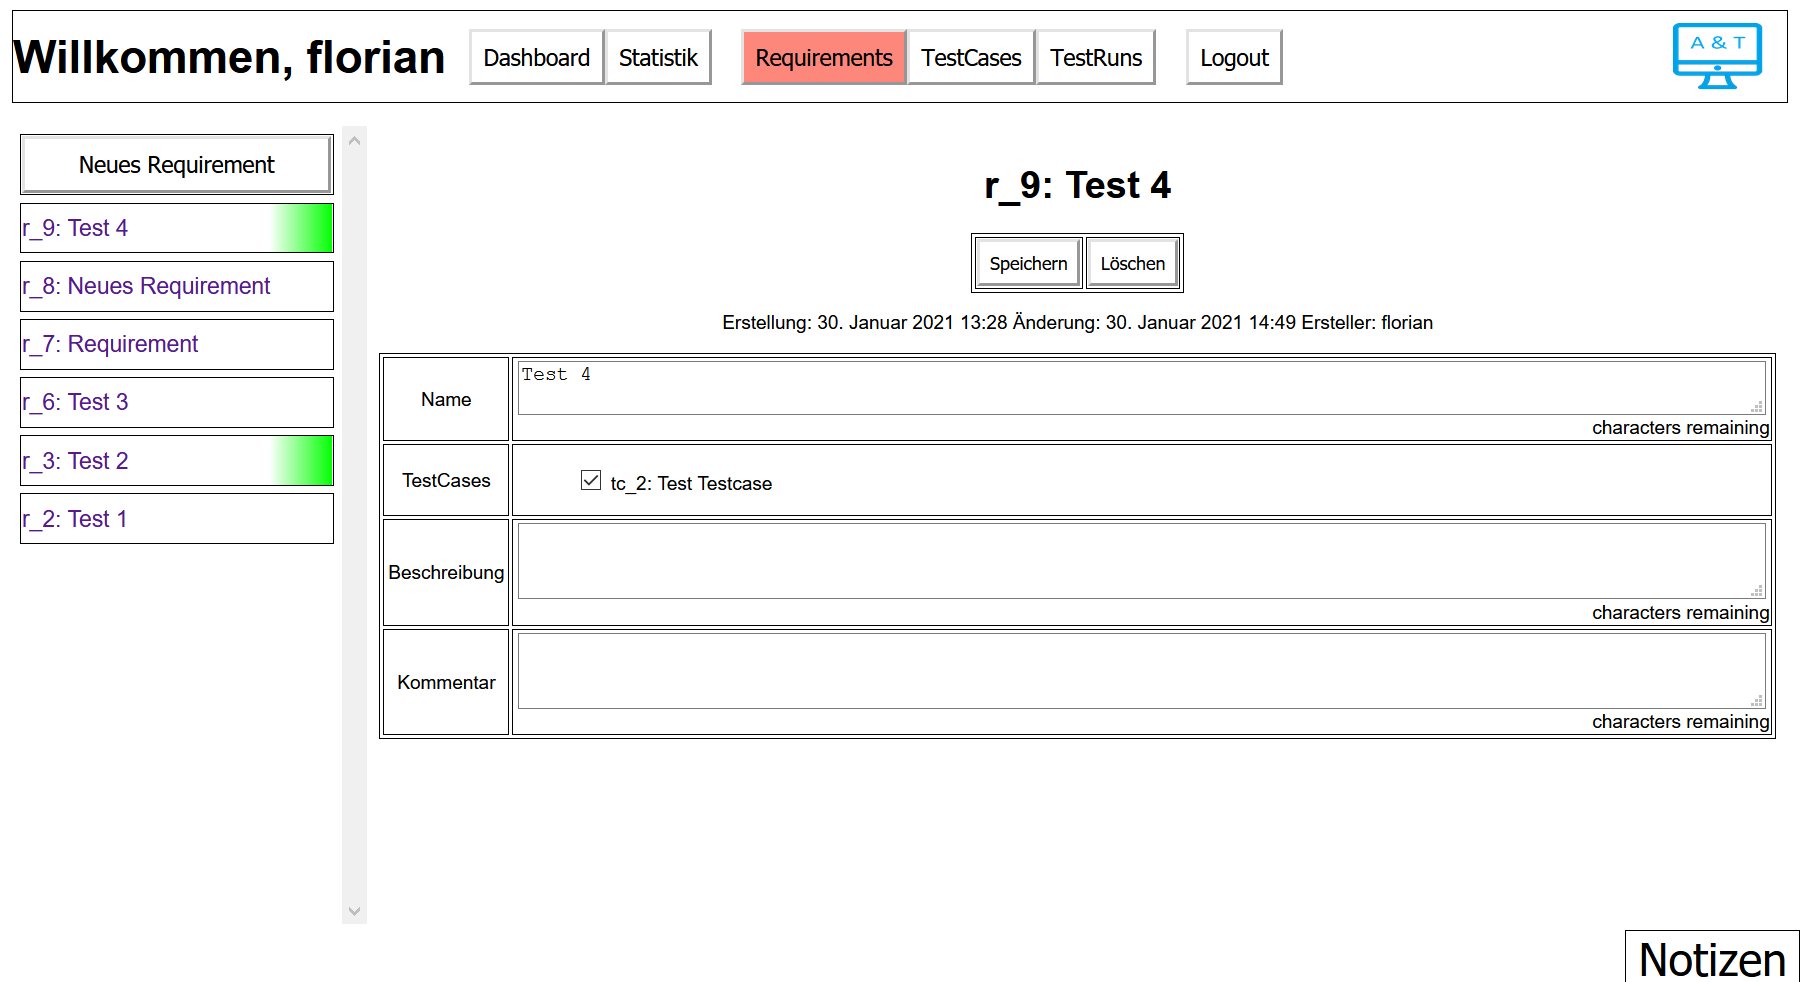 Willkommen, florian
Dashboard Statistik Requirements TestCases TestRuns Logout
A & T
Neues Requirement
r_9: Test 4
r_8: Neues Requirement
r_7: Requirement
r_6: Test 3
r_3: Test 2
r_2: Test 1
r_9: Test 4
Speichern Löschen
Erstellung: 30. Januar 2021 13:28 Änderung: 30. Januar 2021 14:49 Ersteller: florian
Name
Test 4
characters remaining
TestCases
tc_2: Test Testcase
Beschreibung
characters remaining
Kommentar
characters remaining
Notizen